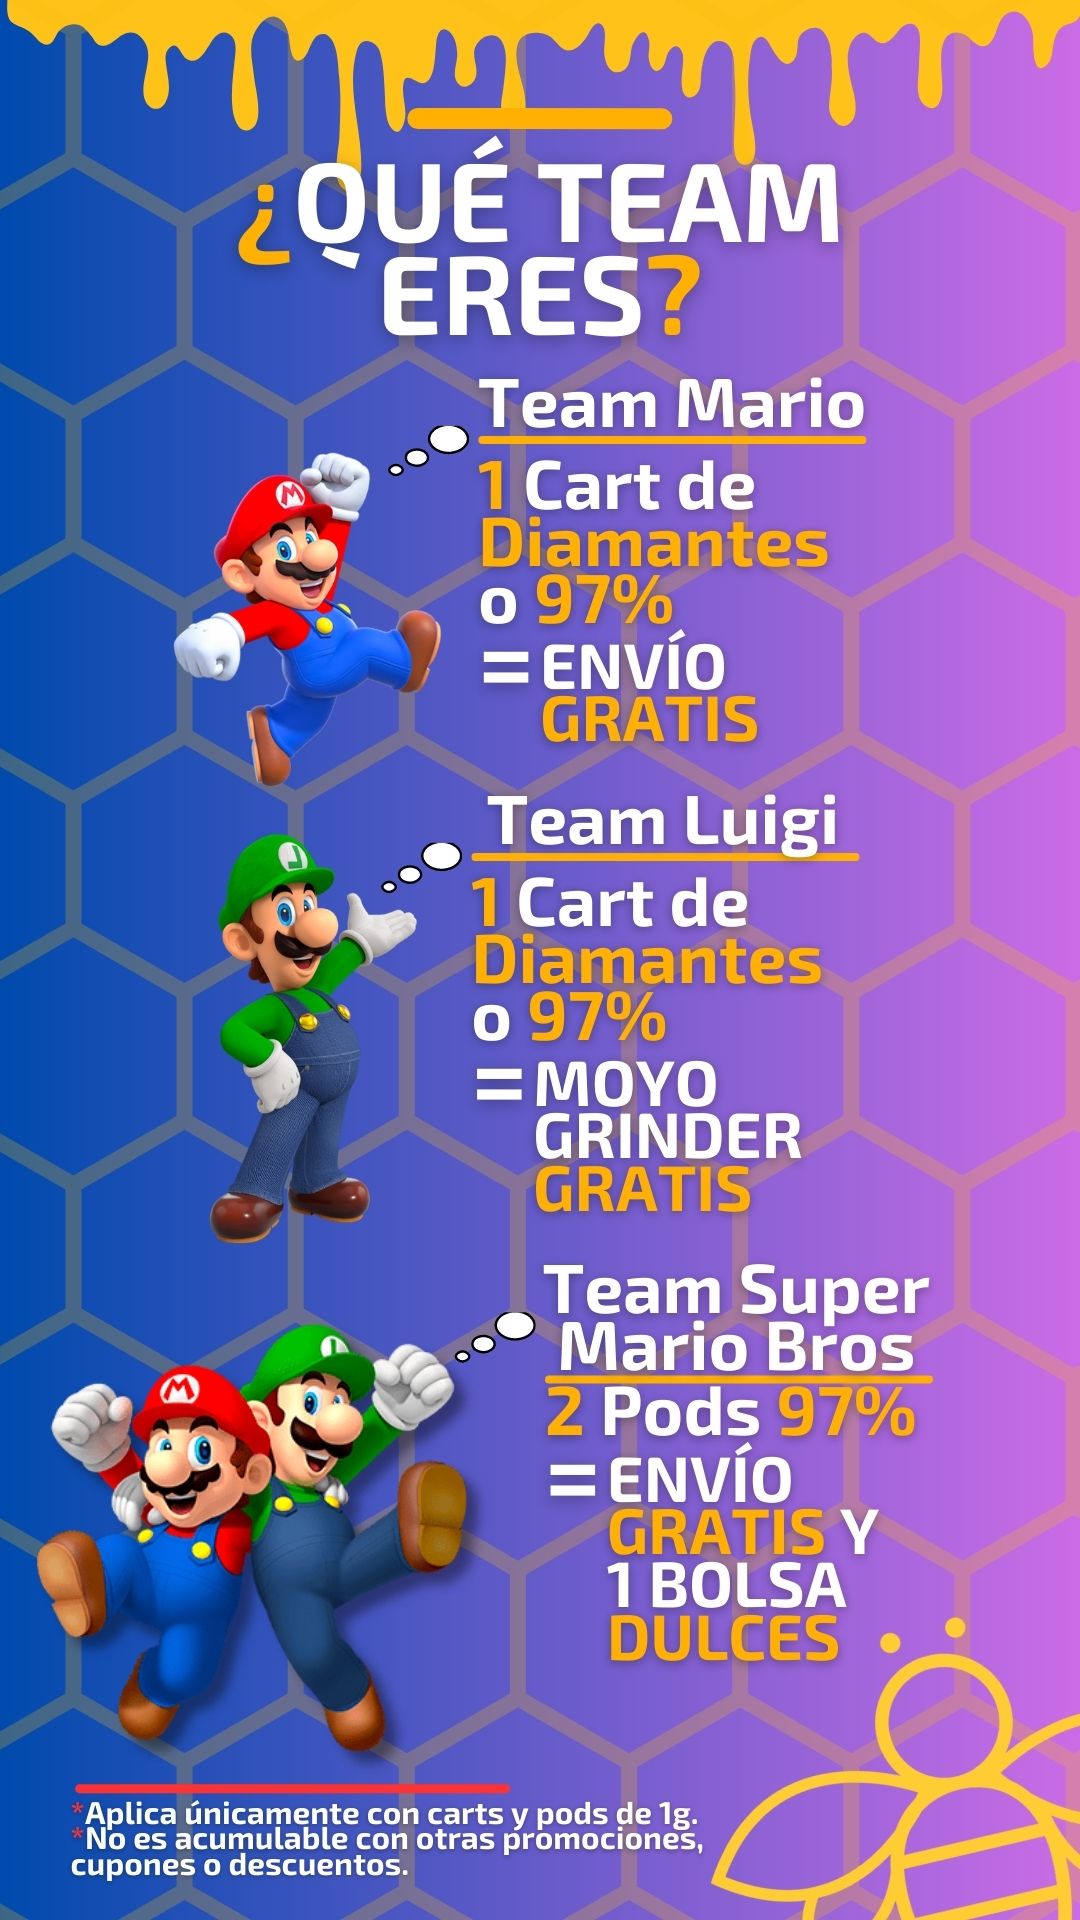 ¿QUÉ TEAM
ERES?
Team Mario
1 Cart de
Diamantes
o 97%
= ENVÍO
GRATIS
Team Luigi
1 Cart de
Diamantes
o 97%
= MOYO
GRINDER
GRATIS
Team Super
Mario Bros
2 Pods 97%
= ENVÍO
GRATIS Y
1 BOLSA
DULCES
*Aplica únicamente con carts y pods de 1g.
*No es acumulable con otras promociones,
cupones o descuentos.